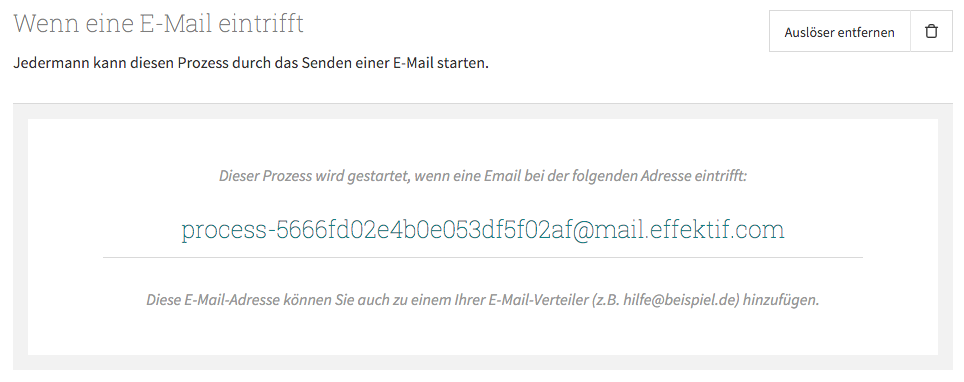 Wenn eine E-Mail eintrifft
Auslöser entfernen
Jedermann kann diesen Prozess durch das Senden einer E-Mail starten.
Dieser Prozess wird gestartet, wenn eine Email bei der folgenden Adresse eintrifft:
process-5666fd02e4b0e053df5f02af@mail.effektif.com
Diese E-Mail-Adresse können Sie auch zu einem Ihrer E-Mail-Verteiler (z.B. hilfe@beispiel.de) hinzufügen.